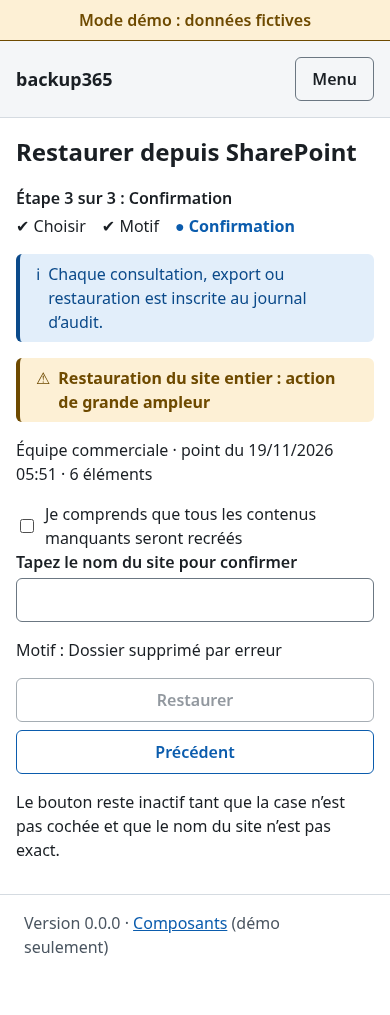 Mode démo : données fictives
backup365
Menu
Restaurer depuis SharePoint
Étape 3 sur 3 : Confirmation
✔ Choisir ✔ Motif ● Confirmation
i Chaque consultation, export ou
restauration est inscrite au journal
d’audit.
⚠ Restauration du site entier : action
de grande ampleur
Équipe commerciale · point du 19/11/2026
05:51 · 6 éléments
Je comprends que tous les contenus
manquants seront recréés
Tapez le nom du site pour confirmer
Motif : Dossier supprimé par erreur
Restaurer
Précédent
Le bouton reste inactif tant que la case n’est
pas cochée et que le nom du site n’est pas
exact.
Version 0.0.0 · Composants (démo
seulement)